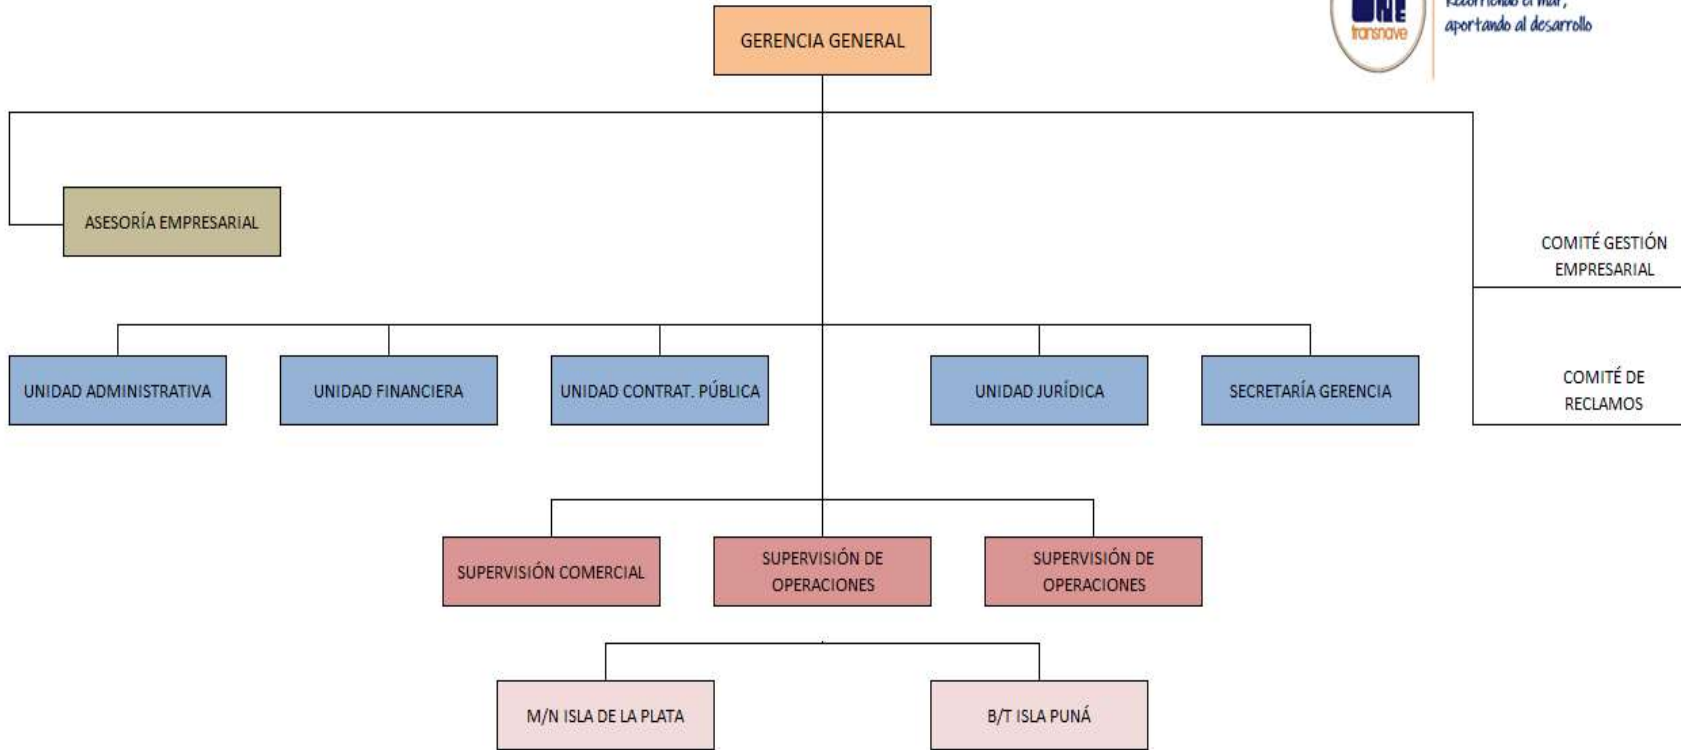 GERENCIA GENERAL
transnave
aportando al desarrollo
ASESORÍA EMPRESARIAL
COMITÉ GESTIÓN
EMPRESARIAL
UNIDAD ADMINISTRATIVA
UNIDAD FINANCIERA
UNIDAD CONTRAT. PÚBLICA
UNIDAD JURÍDICA
SECRETARÍA GERENCIA
COMITÉ DE
RECLAMOS
SUPERVISIÓN COMERCIAL
SUPERVISIÓN DE
OPERACIONES
SUPERVISIÓN DE
OPERACIONES
M/N ISLA DE LA PLATA
B/T ISLA PUNÁ